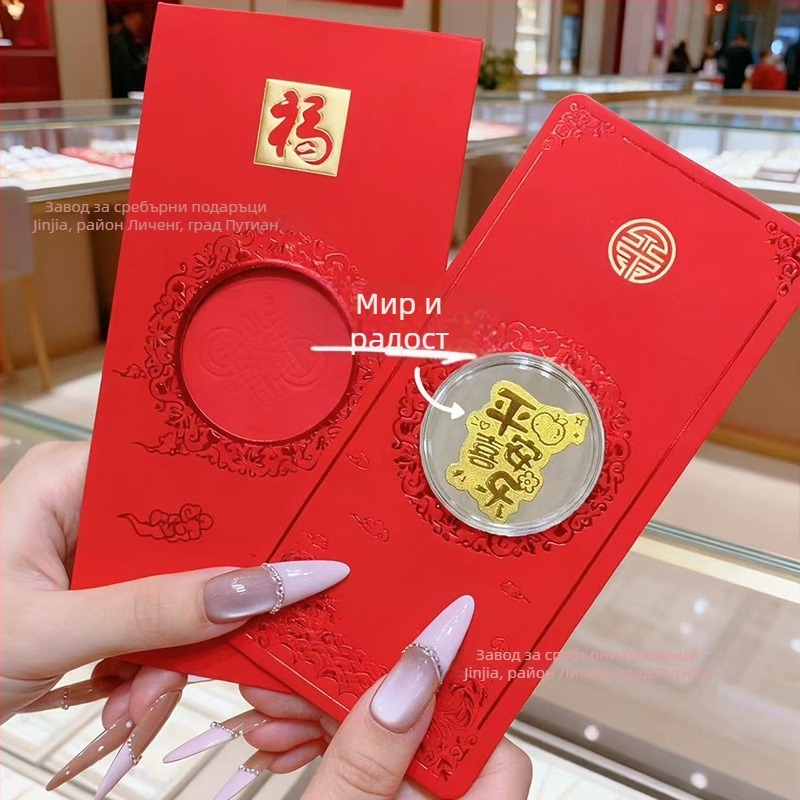 福
Завод за сребърни подаръци
Jinjia, район Личенг, град Путиан
Мир и
радост
平安
喜乐
Завод за сребърни подаръци
Jinjia, район Личенг, град Путиан